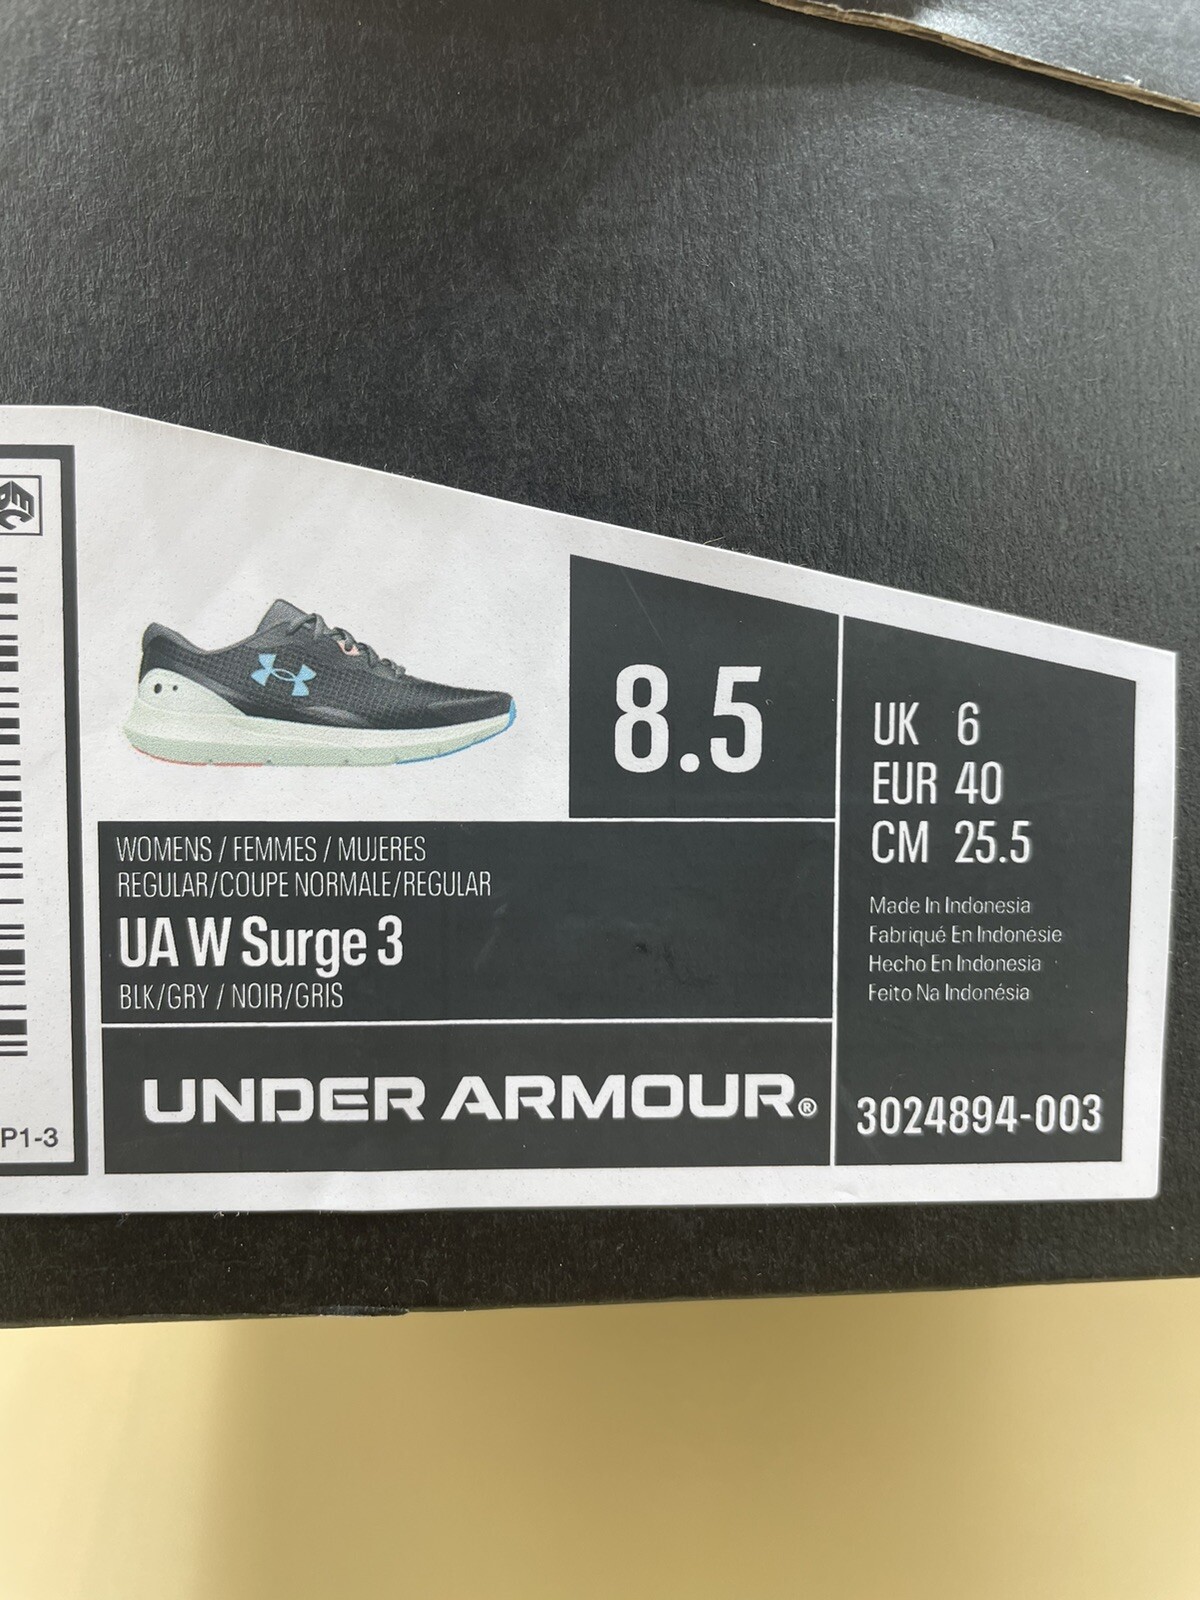 8.5
UK 6
EUR 40
CM 25.5
WOMENS / FEMMES / MUJERES
REGULAR/COUPE NORMALE/REGULAR
UA W Surge 3
BLK/GRY / NOIR/GRIS
Made In Indonesia
Fabriqué En Indonésie
Hecho En Indonesia
Feito Na Indonésia
UNDER ARMOUR®
3024894-003
P1-3